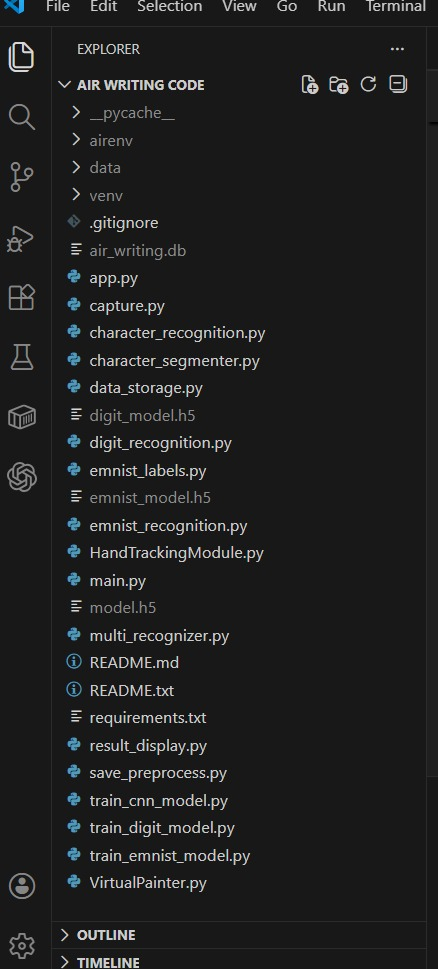 File Edit Selection View Go Run Terminal
EXPLORER
AIR WRITING CODE
__pycache__
airenv
data
venv
.gitignore
air_writing.db
app.py
capture.py
character_recognition.py
character_segmenter.py
data_storage.py
digit_model.h5
digit_recognition.py
emnist_labels.py
emnist_model.h5
emnist_recognition.py
HandTrackingModule.py
main.py
model.h5
multi_recognizer.py
README.md
README.txt
requirements.txt
result_display.py
save_preprocess.py
train_cnn_model.py
train_digit_model.py
train_emnist_model.py
VirtualPainter.py
OUTLINE
TIMELINE